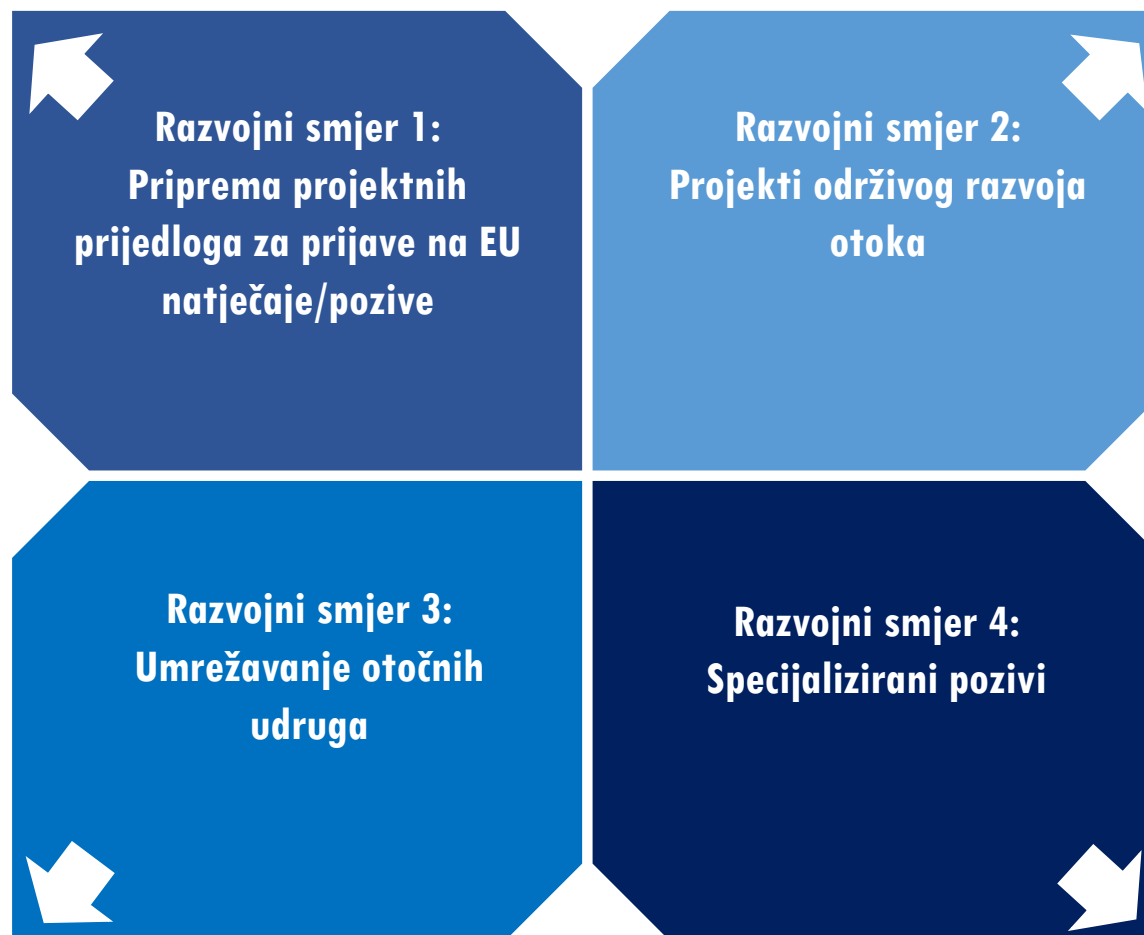 Razvojni smjer 1:
Priprema projektnih
prijedloga za prijave na EU
natječaje/pozive
Razvojni smjer 2:
Projekti održivog razvoja
otoka
Razvojni smjer 3:
Umrežavanje otočnih
udruga
Razvojni smjer 4:
Specijalizirani pozivi